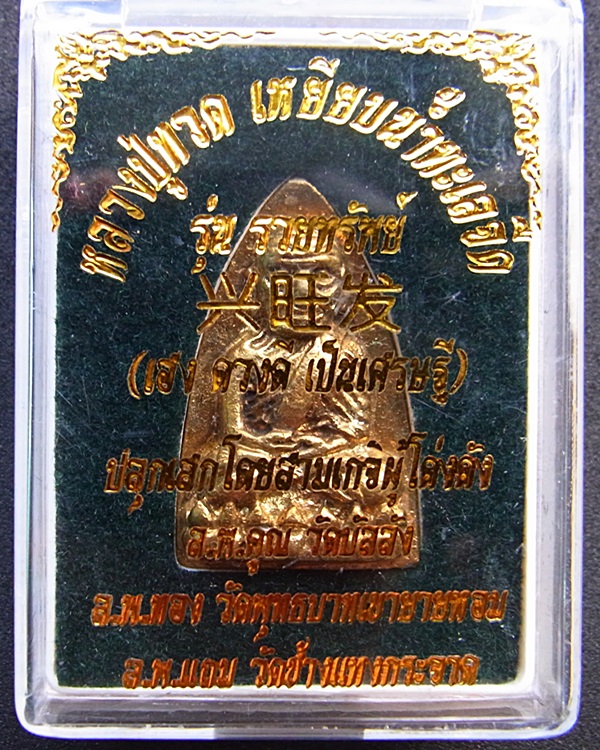 หลวงปู่ทวด เหยียบน้ำทะเลจืด
รุ่น รวยทรัพย์
兴旺发
(เฮง ดวงดี เป็นเศรษฐี)
ปลุกเสกโดยสามเกจิผู้โด่งดัง
ล.พ.คูณ วัดบัลลังก์
ล.พ.ทอง วัดพุทธบาทเขายายหอม
ล.พ.แถม วัดช้างแทงกระจาด